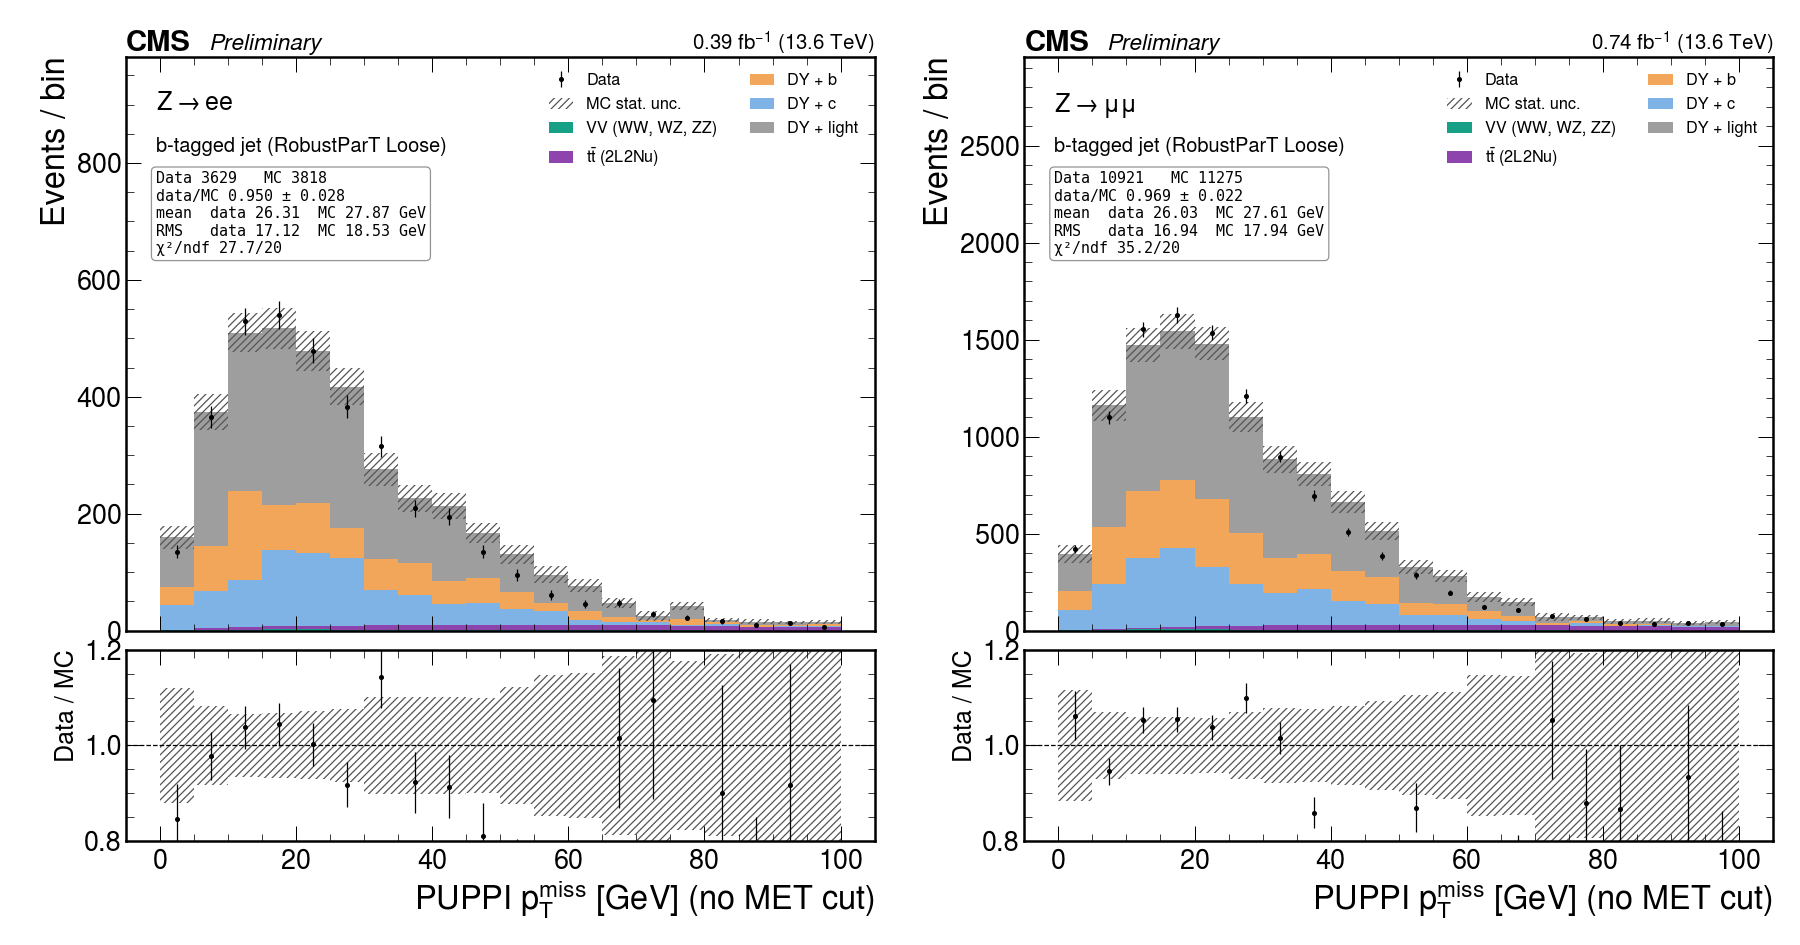 CMS Preliminary 0.39 fb⁻¹ (13.6 TeV)
Events / bin
Z → ee
b-tagged jet (RobustParT Loose)
Data 3629 MC 3818
data/MC 0.950 ± 0.028
mean data 26.31 MC 27.87 GeV
RMS data 17.12 MC 18.53 GeV
χ²/ndf 27.7/20
Data
MC stat. unc.
VV (WW, WZ, ZZ)
tt̄ (2L2Nu)
DY + b
DY + c
DY + light
800
600
400
200
0
Data / MC
1.2
1.0
0.8
0 20 40 60 80 100
PUPPI p_T^miss [GeV] (no MET cut)
CMS Preliminary 0.74 fb⁻¹ (13.6 TeV)
Events / bin
Z → μμ
b-tagged jet (RobustParT Loose)
Data 10921 MC 11275
data/MC 0.969 ± 0.022
mean data 26.03 MC 27.61 GeV
RMS data 16.94 MC 17.94 GeV
χ²/ndf 35.2/20
Data
MC stat. unc.
VV (WW, WZ, ZZ)
tt̄ (2L2Nu)
DY + b
DY + c
DY + light
2500
2000
1500
1000
500
0
Data / MC
1.2
1.0
0.8
0 20 40 60 80 100
PUPPI p_T^miss [GeV] (no MET cut)